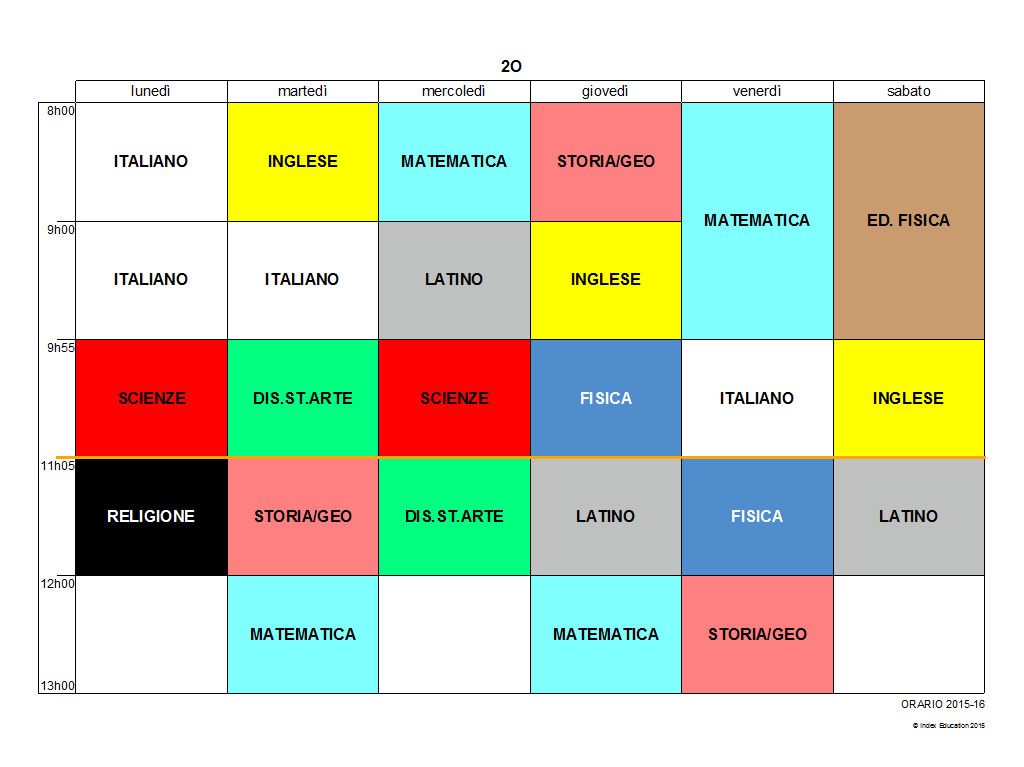 2O
lunedì martedì mercoledì giovedì venerdì sabato
8h00
ITALIANO INGLESE MATEMATICA STORIA/GEO
MATEMATICA ED. FISICA
9h00
ITALIANO ITALIANO LATINO INGLESE
9h55
SCIENZE DIS.ST.ARTE SCIENZE FISICA ITALIANO INGLESE
11h05
RELIGIONE STORIA/GEO DIS.ST.ARTE LATINO FISICA LATINO
12h00
MATEMATICA MATEMATICA STORIA/GEO
13h00
ORARIO 2015-16
© Index Education 2015